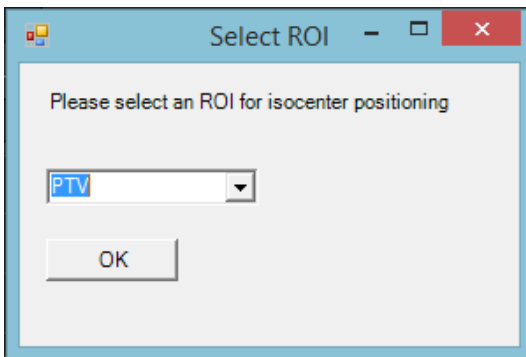 Select ROI
Please select an ROI for isocenter positioning
PTV
OK